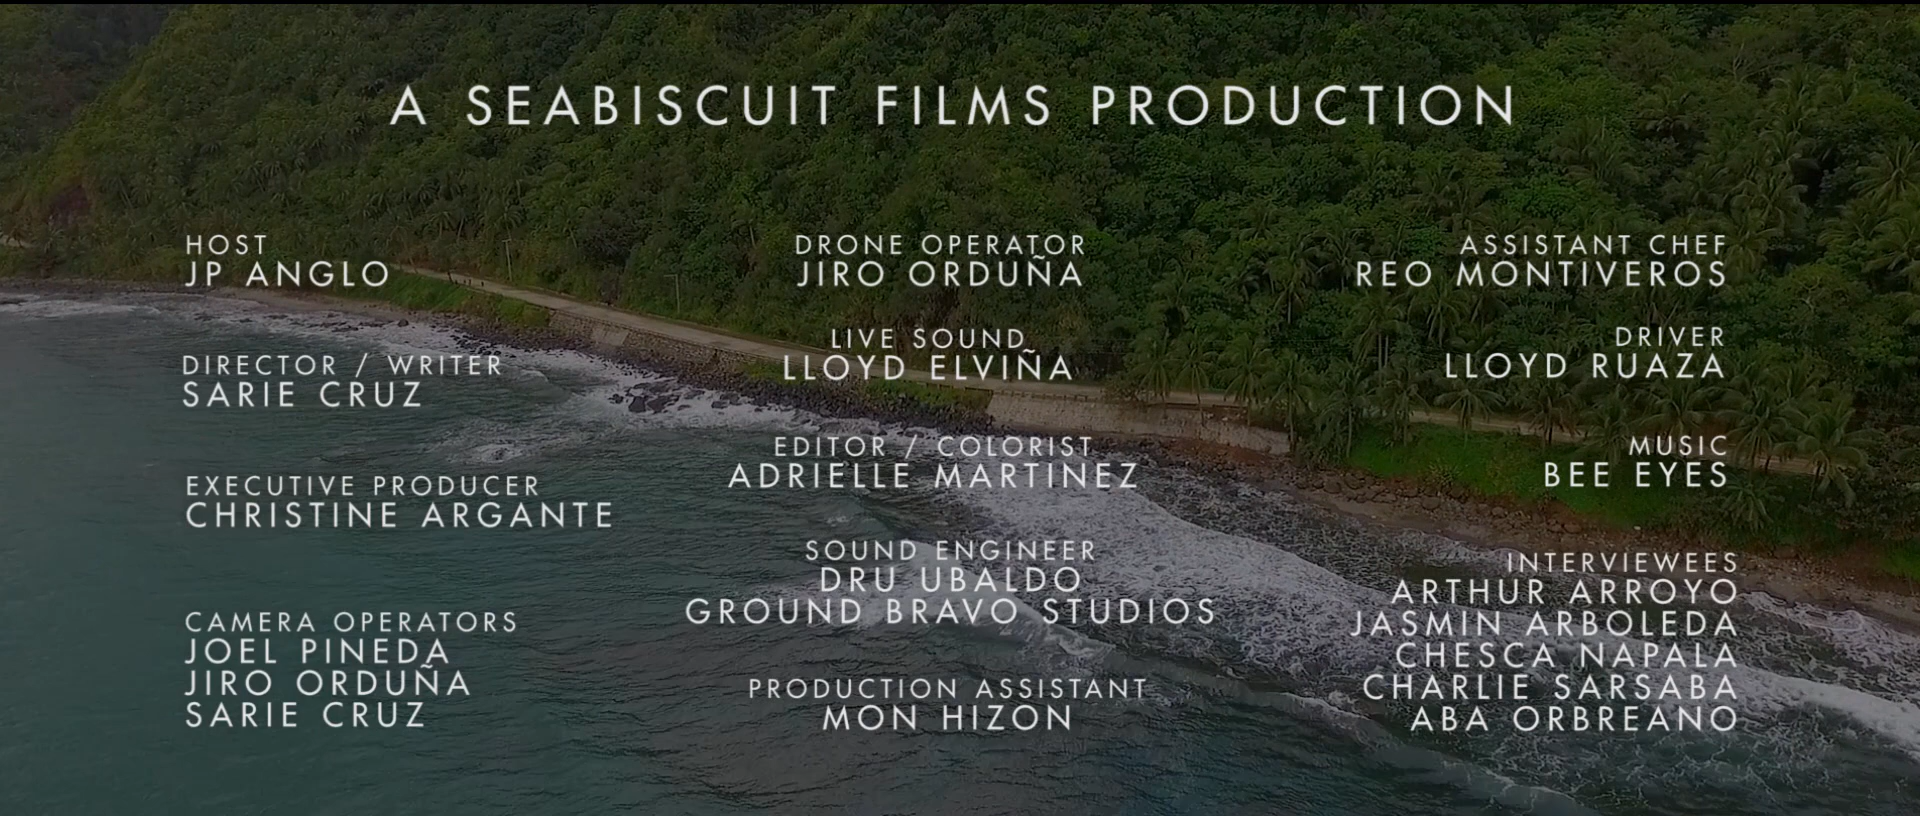 A SEABISCUIT FILMS PRODUCTION
HOST
JP ANGLO
DIRECTOR / WRITER
SARIE CRUZ
EXECUTIVE PRODUCER
CHRISTINE ARGANTE
CAMERA OPERATORS
JOEL PINEDA
JIRO ORDUÑA
SARIE CRUZ
DRONE OPERATOR
JIRO ORDUÑA
LIVE SOUND
LLOYD ELVIÑA
EDITOR / COLORIST
ADRIELLE MARTINEZ
SOUND ENGINEER
DRU UBALDO
GROUND BRAVO STUDIOS
PRODUCTION ASSISTANT
MON HIZON
ASSISTANT CHEF
REO MONTIVEROS
DRIVER
LLOYD RUAZA
MUSIC
BEE EYES
INTERVIEWEES
ARTHUR ARROYO
JASMIN ARBOLEDA
CHESCA NAPALA
CHARLIE SARSABA
ABA ORBREANO